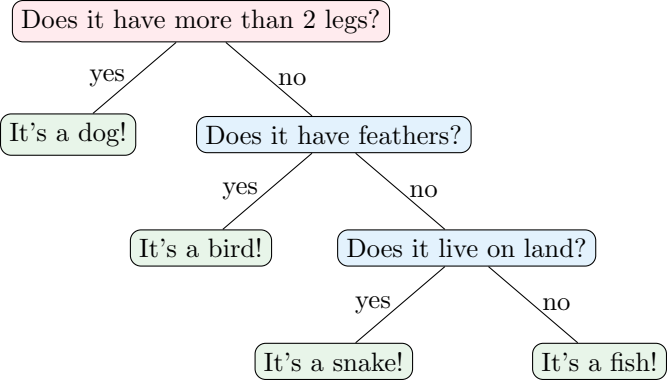 Does it have more than 2 legs?
yes
no
It's a dog!
Does it have feathers?
yes
no
It's a bird!
Does it live on land?
yes
no
It's a snake!
It's a fish!